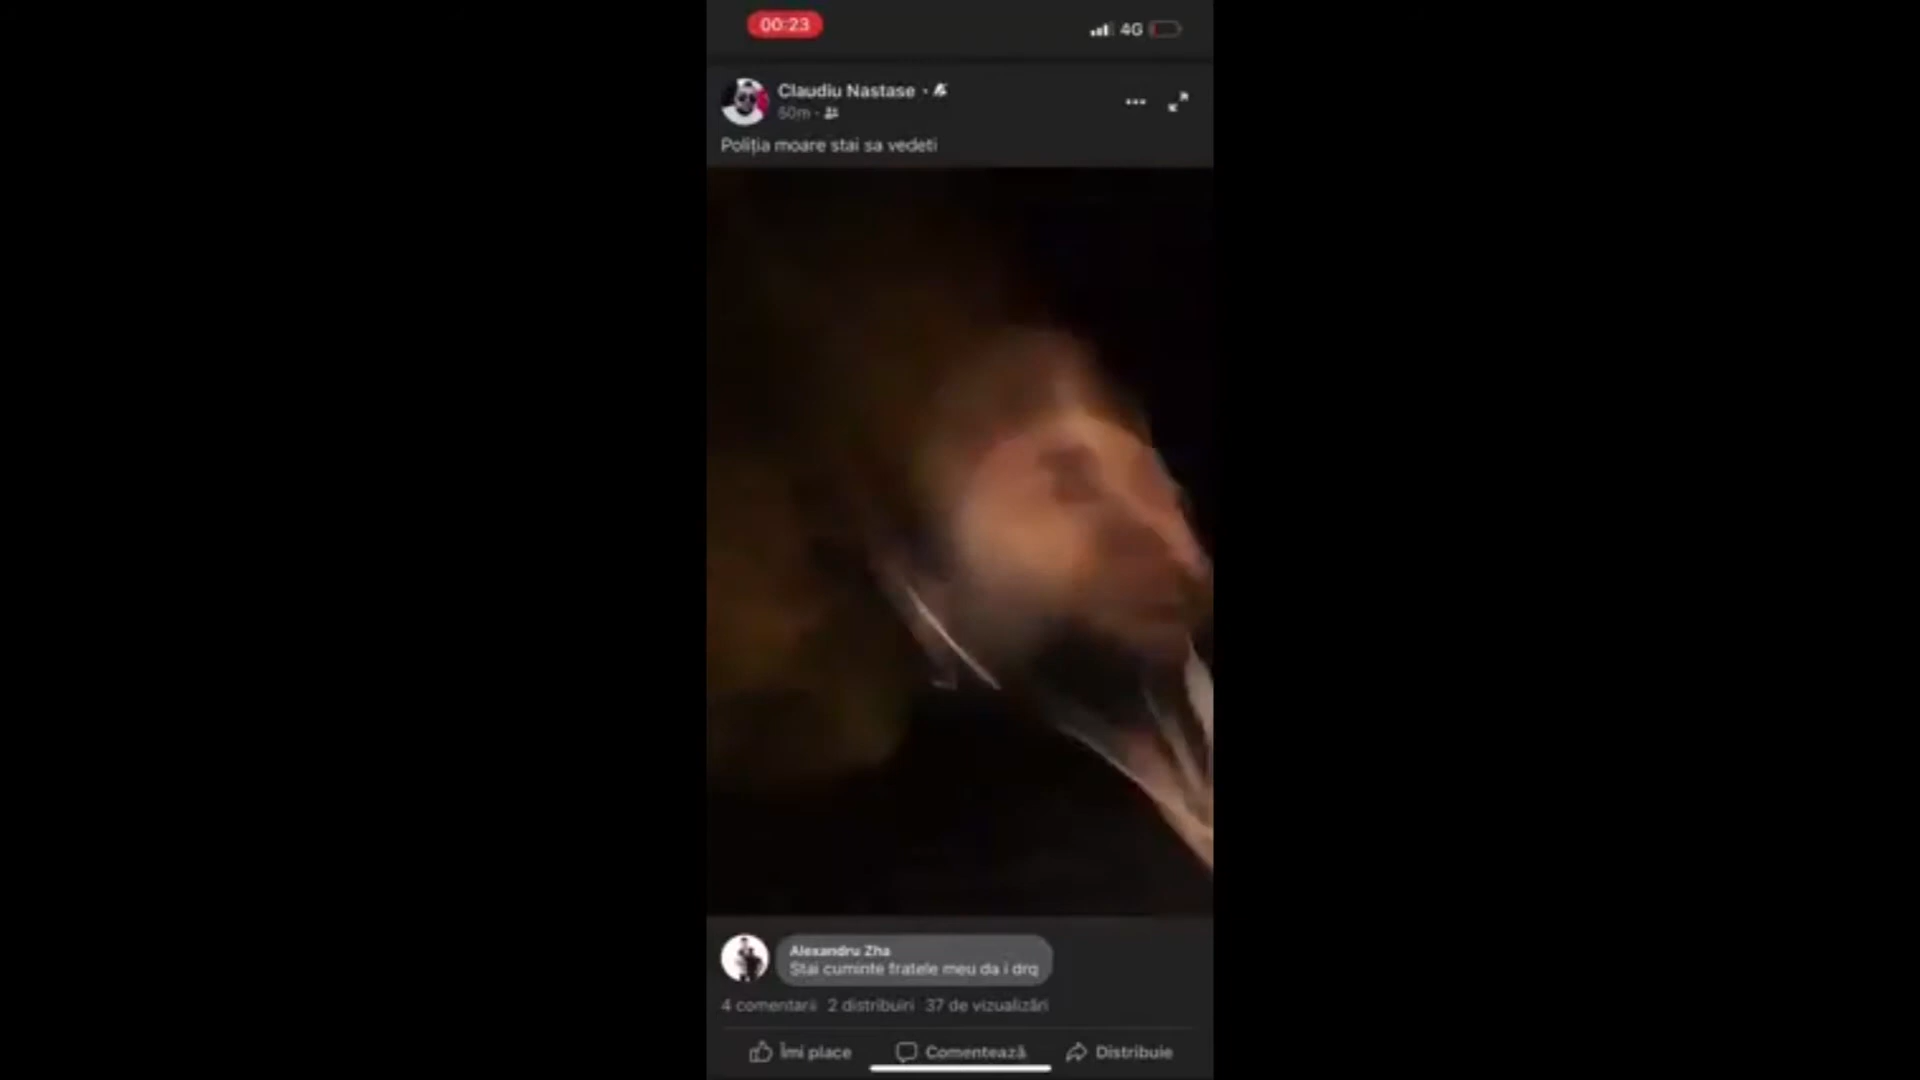 00:23
4G
Claudiu Nastase
50m
Poliția moare stai sa vedeti
Alexandru Zha
Stai cuminte fratele meu da i drq
4 comentarii 2 distribuiri 37 de vizualizări
Îmi place Comentează Distribuie